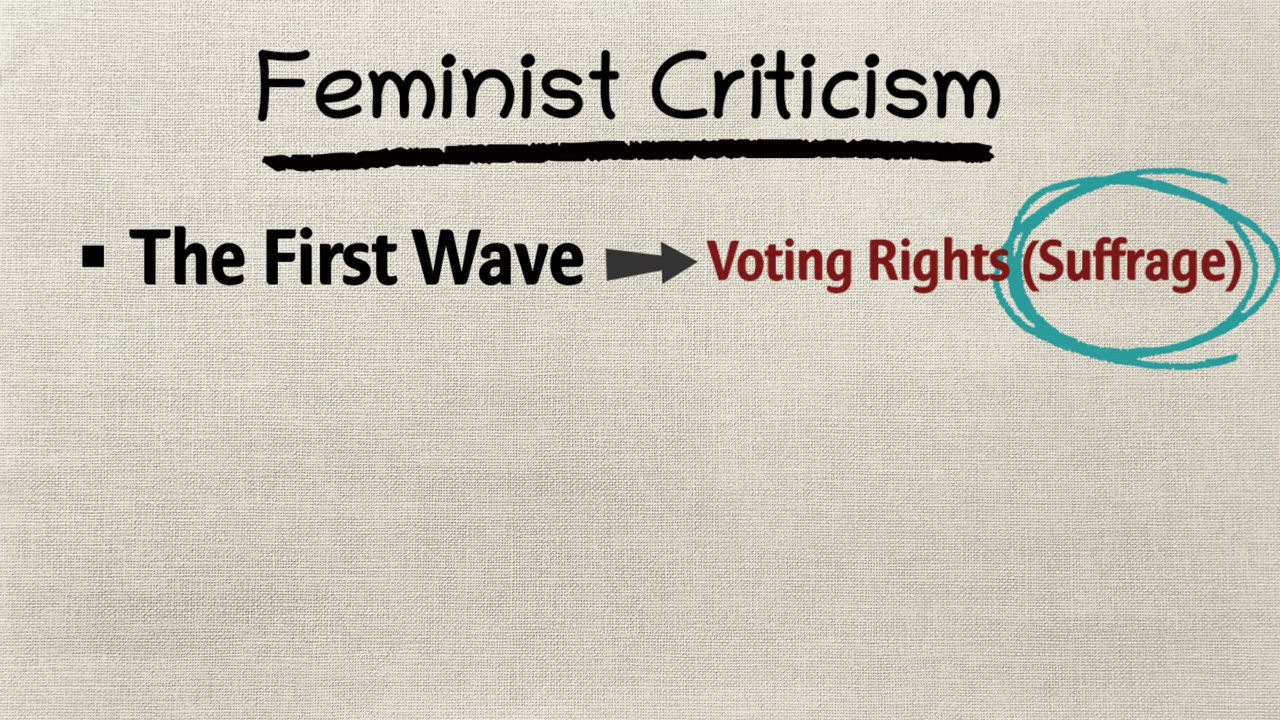 Feminist Criticism
▪ The First Wave ➡ Voting Rights (Suffrage)